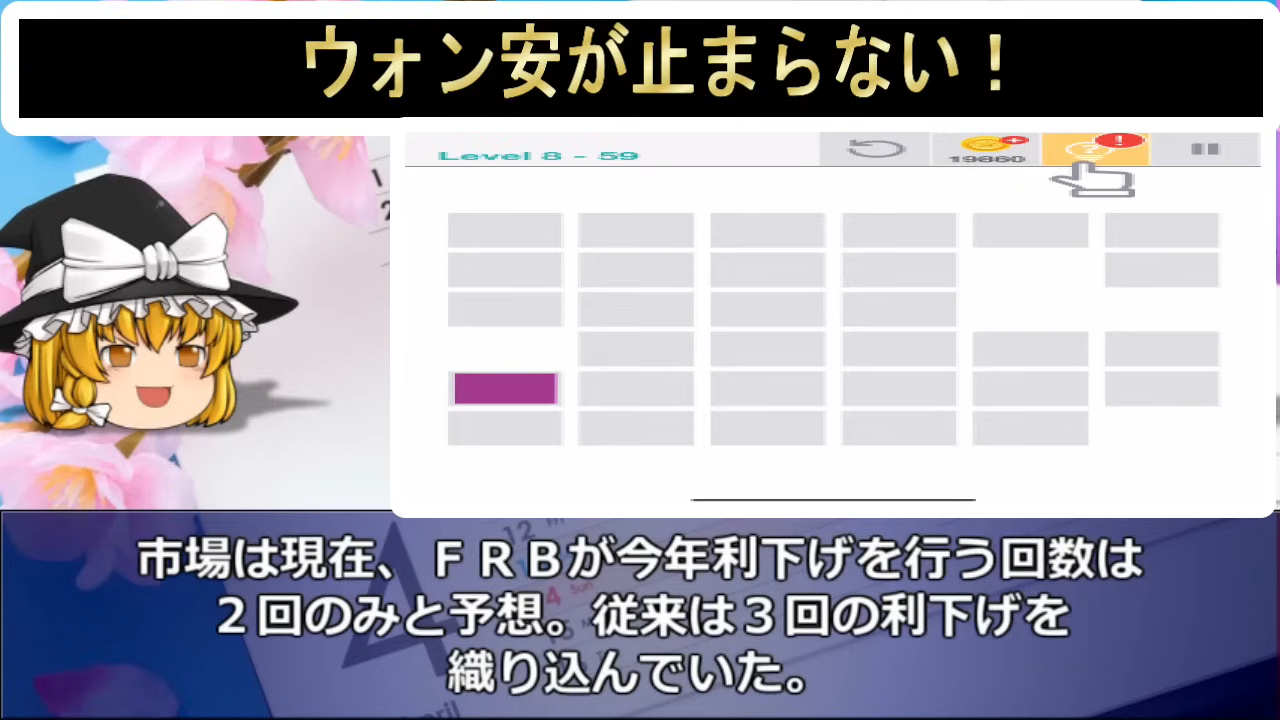 ウォン安が止まらない！
Level 8 - 59
19860
市場は現在、ＦＲＢが今年利下げを行う回数は
２回のみと予想。従来は３回の利下げを
織り込んでいた。